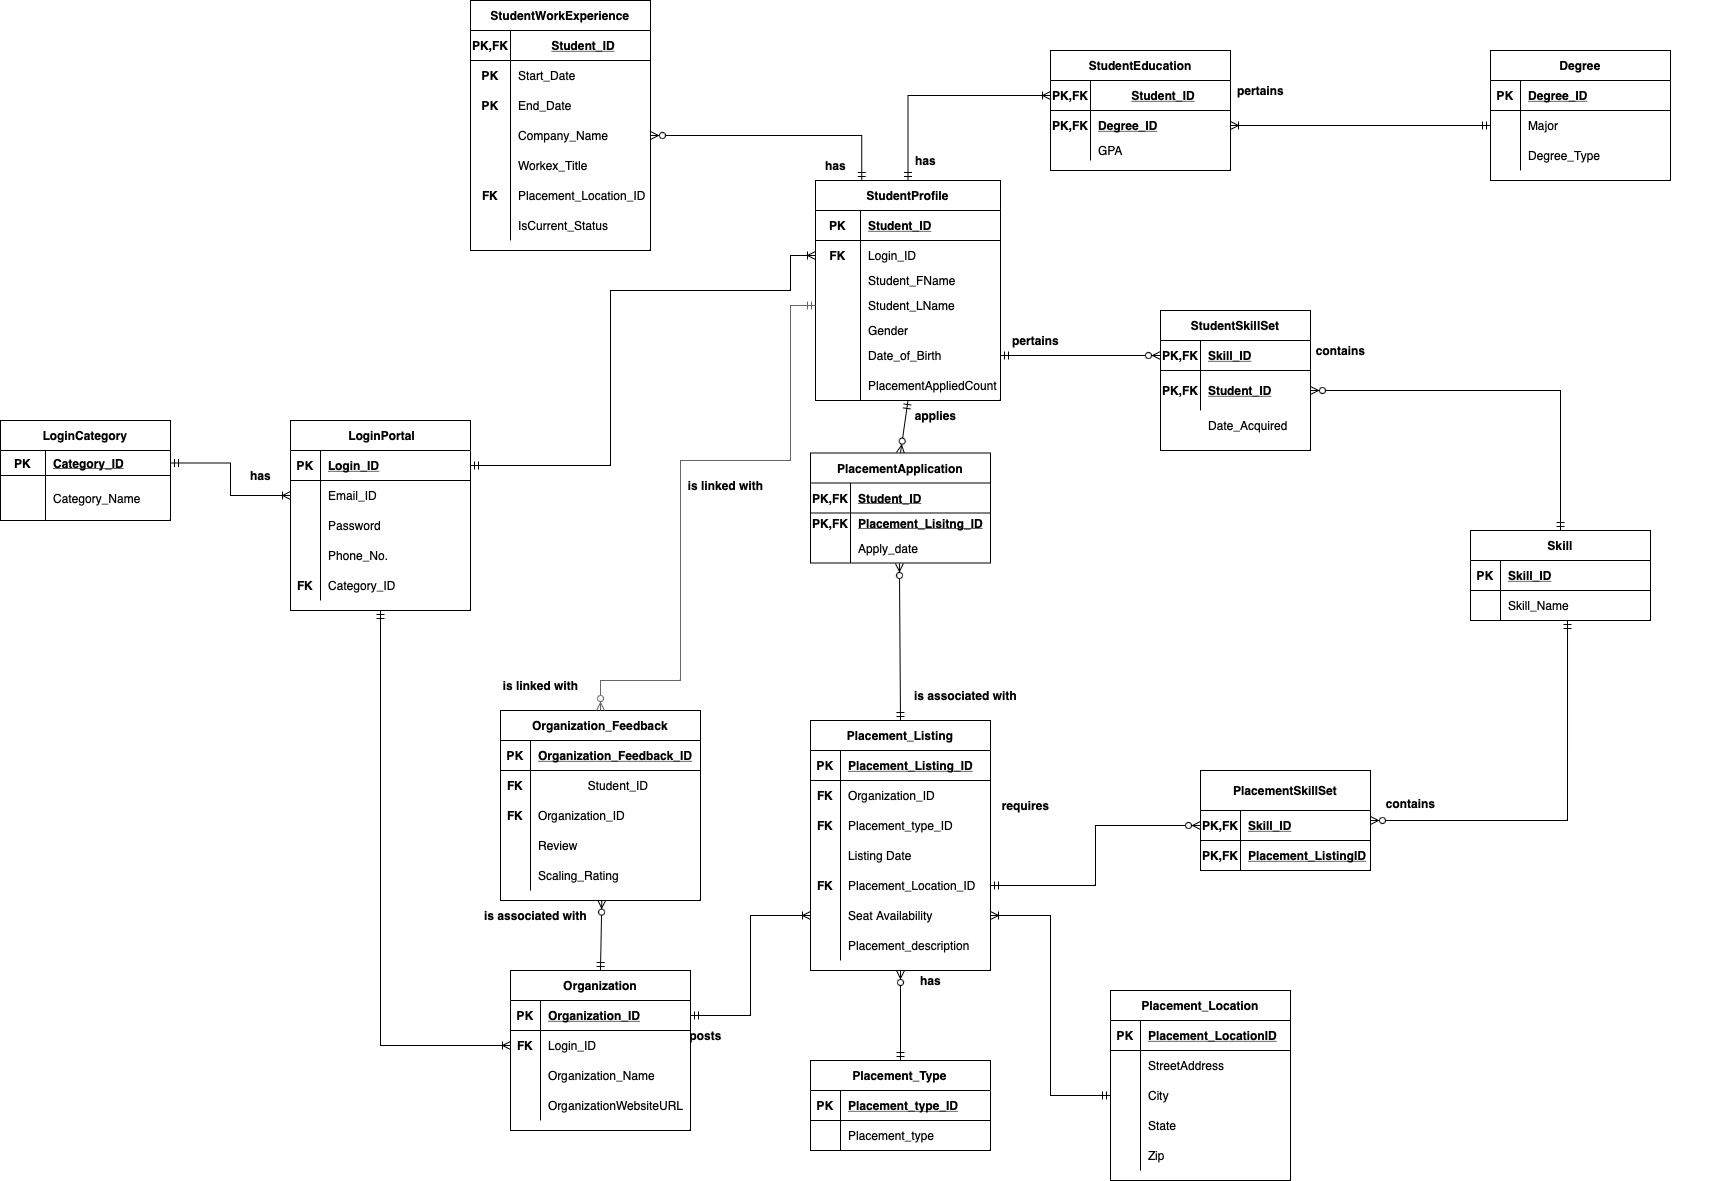 StudentWorkExperience
PK,FK Student_ID
PK Start_Date
PK End_Date
Company_Name
Workex_Title
FK Placement_Location_ID
IsCurrent_Status
has
has
StudentEducation
PK,FK Student_ID
PK,FK Degree_ID
GPA
pertains
Degree
PK Degree_ID
Major
Degree_Type
StudentProfile
PK Student_ID
FK Login_ID
Student_FName
Student_LName
Gender
Date_of_Birth
PlacementAppliedCount
pertains
applies
StudentSkillSet
PK,FK Skill_ID
PK,FK Student_ID
Date_Acquired
contains
LoginCategory
PK Category_ID
Category_Name
has
LoginPortal
PK Login_ID
Email_ID
Password
Phone_No.
FK Category_ID
is linked with
PlacementApplication
PK,FK Student_ID
PK,FK Placement_Lisitng_ID
Apply_date
Skill
PK Skill_ID
Skill_Name
is linked with
is associated with
Organization_Feedback
PK Organization_Feedback_ID
FK Student_ID
FK Organization_ID
Review
Scaling_Rating
is associated with
Placement_Listing
PK Placement_Listing_ID
FK Organization_ID
FK Placement_type_ID
Listing Date
FK Placement_Location_ID
Seat Availability
Placement_description
requires
has
PlacementSkillSet
PK,FK Skill_ID
PK,FK Placement_ListingID
contains
Organization
PK Organization_ID
FK Login_ID
Organization_Name
OrganizationWebsiteURL
posts
Placement_Type
PK Placement_type_ID
Placement_type
Placement_Location
PK Placement_LocationID
StreetAddress
City
State
Zip